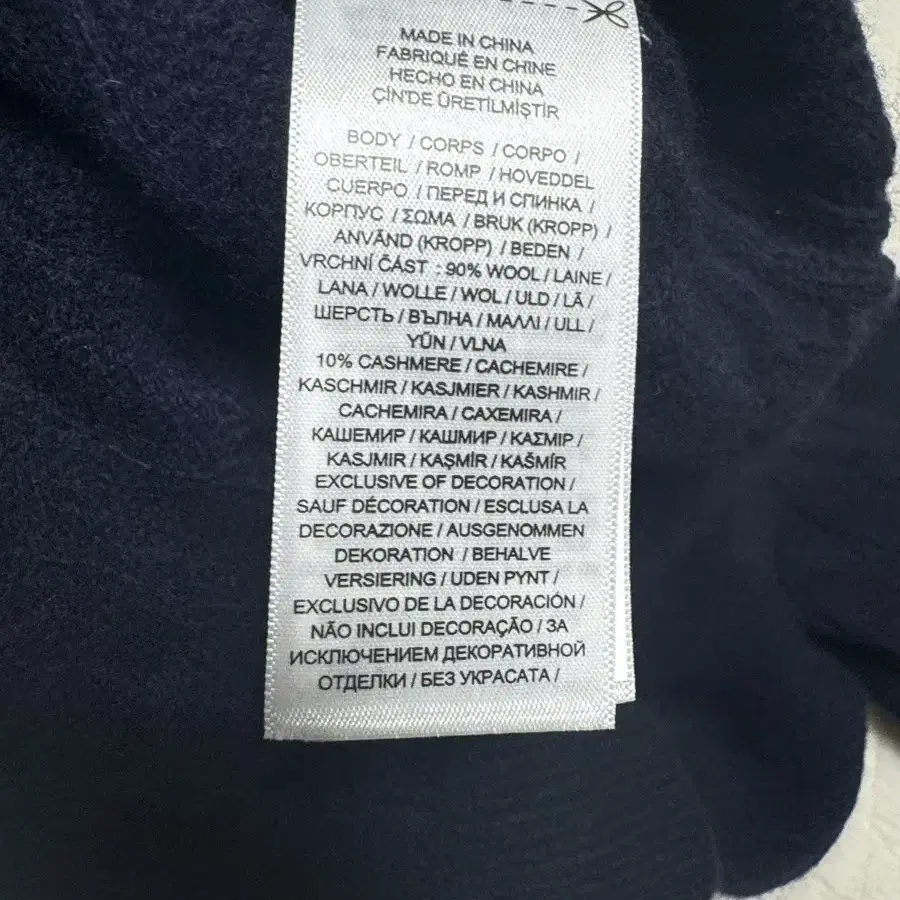 MADE IN CHINA
FABRIQUÉ EN CHINE
HECHO EN CHINA
ÇİN'DE ÜRETİLMİŞTİR
BODY / CORPS / CORPO /
OBERTEIL / ROMP / HOVEDDEL
CUERPO / ПЕРЕД И СПИНКА /
КОРПУС / ΣΩΜΑ / BRUK (KROPP) /
ANVÄND (KROPP) / BEDEN /
VRCHNÍ ČÁST : 90% WOOL / LAINE /
LANA / WOLLE / WOL / ULD / LÃ /
ШЕРСТЬ / ВЪЛНА / ΜΑΛΛΙ / ULL /
YÜN / VLNA
10% CASHMERE / CACHEMIRE /
KASCHMIR / KASJMIER / KASHMIR /
CACHEMIRA / CAXEMIRA /
КАШЕМИР / КАШМИР / ΚΑΣΜΙΡ /
KASJMIR / KAŞMİR / KAŠMÍR
EXCLUSIVE OF DECORATION /
SAUF DÉCORATION / ESCLUSA LA
DECORAZIONE / AUSGENOMMEN
DEKORATION / BEHALVE
VERSIERING / UDEN PYNT /
EXCLUSIVO DE LA DECORACIÓN /
NÃO INCLUI DECORAÇÃO / ЗА
ИСКЛЮЧЕНИЕМ ДЕКОРАТИВНОЙ
ОТДЕЛКИ / БЕЗ УКРАСАТА /